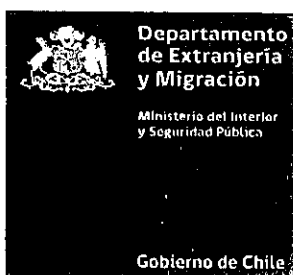 Departamento
de Extranjería
y Migración
Ministerio del Interior
y Seguridad Pública
Gobierno de Chile